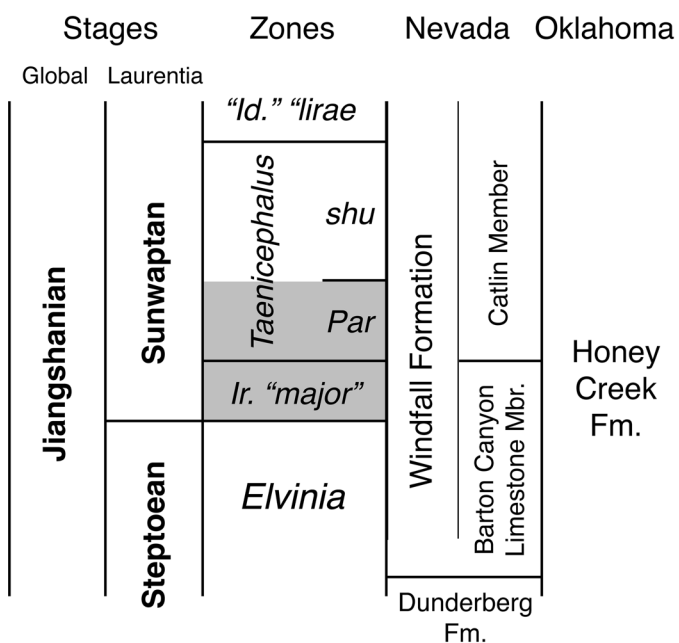 Stages Zones Nevada Oklahoma
Global Laurentia
Jiangshanian
Sunwaptan
Steptoean
“Id.” “lirae
Taenicephalus
shu
Par
Ir. “major”
Elvinia
Windfall Formation
Catlin Member
Barton Canyon
Limestone Mbr.
Dunderberg
Fm.
Honey
Creek
Fm.